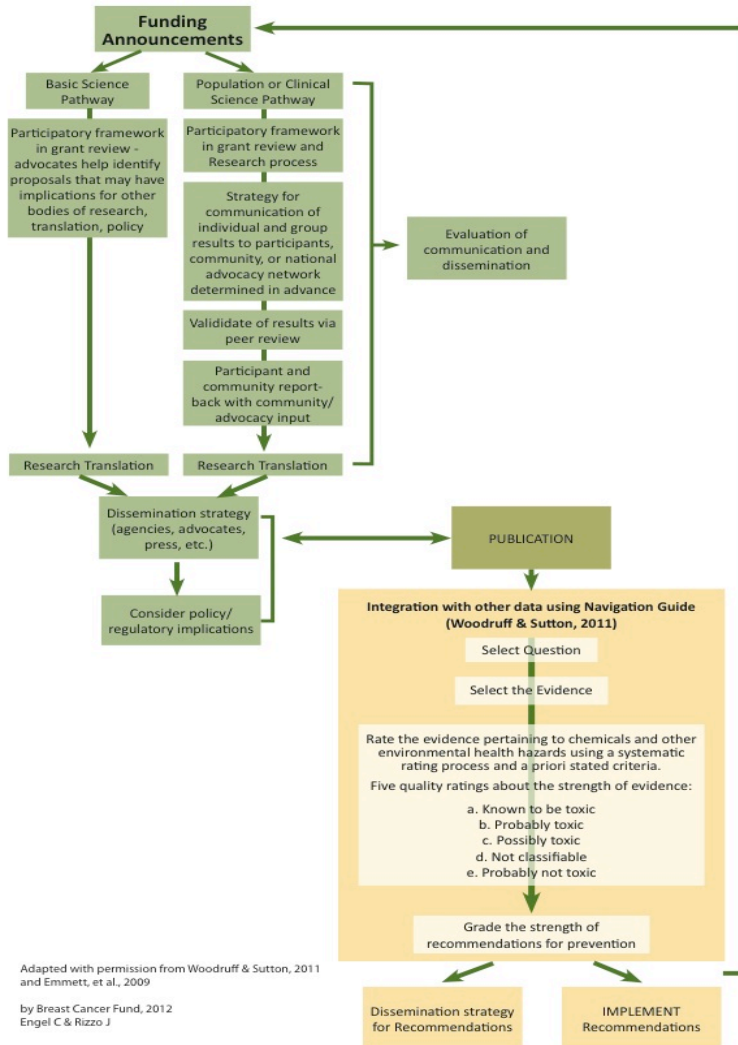 Funding
Announcements
Basic Science
Pathway
Participatory framework
in grant review -
advocates help identify
proposals that may have
implications for other
bodies of research,
translation, policy
Research Translation
Population or Clinical
Science Pathway
Participatory framework
in grant review and
Research process
Strategy for
communication of
individual and group
results to participants,
community, or national
advocacy network
determined in advance
Valididate of results via
peer review
Participant and
community report-
back with community/
advocacy input
Research Translation
Evaluation of
communication and
dissemination
Dissemination strategy
(agencies, advocates,
press, etc.)
Consider policy/
regulatory implications
PUBLICATION
Integration with other data using Navigation Guide
(Woodruff & Sutton, 2011)
Select Question
Select the Evidence
Rate the evidence pertaining to chemicals and other
environmental health hazards using a systematic
rating process and a priori stated criteria.
Five quality ratings about the strength of evidence:
a. Known to be toxic
b. Probably toxic
c. Possibly toxic
d. Not classifiable
e. Probably not toxic
Grade the strength of
recommendations for prevention
Dissemination strategy
for Recommendations
IMPLEMENT
Recommendations
Adapted with permission from Woodruff & Sutton, 2011
and Emmett, et al., 2009
by Breast Cancer Fund, 2012
Engel C & Rizzo J